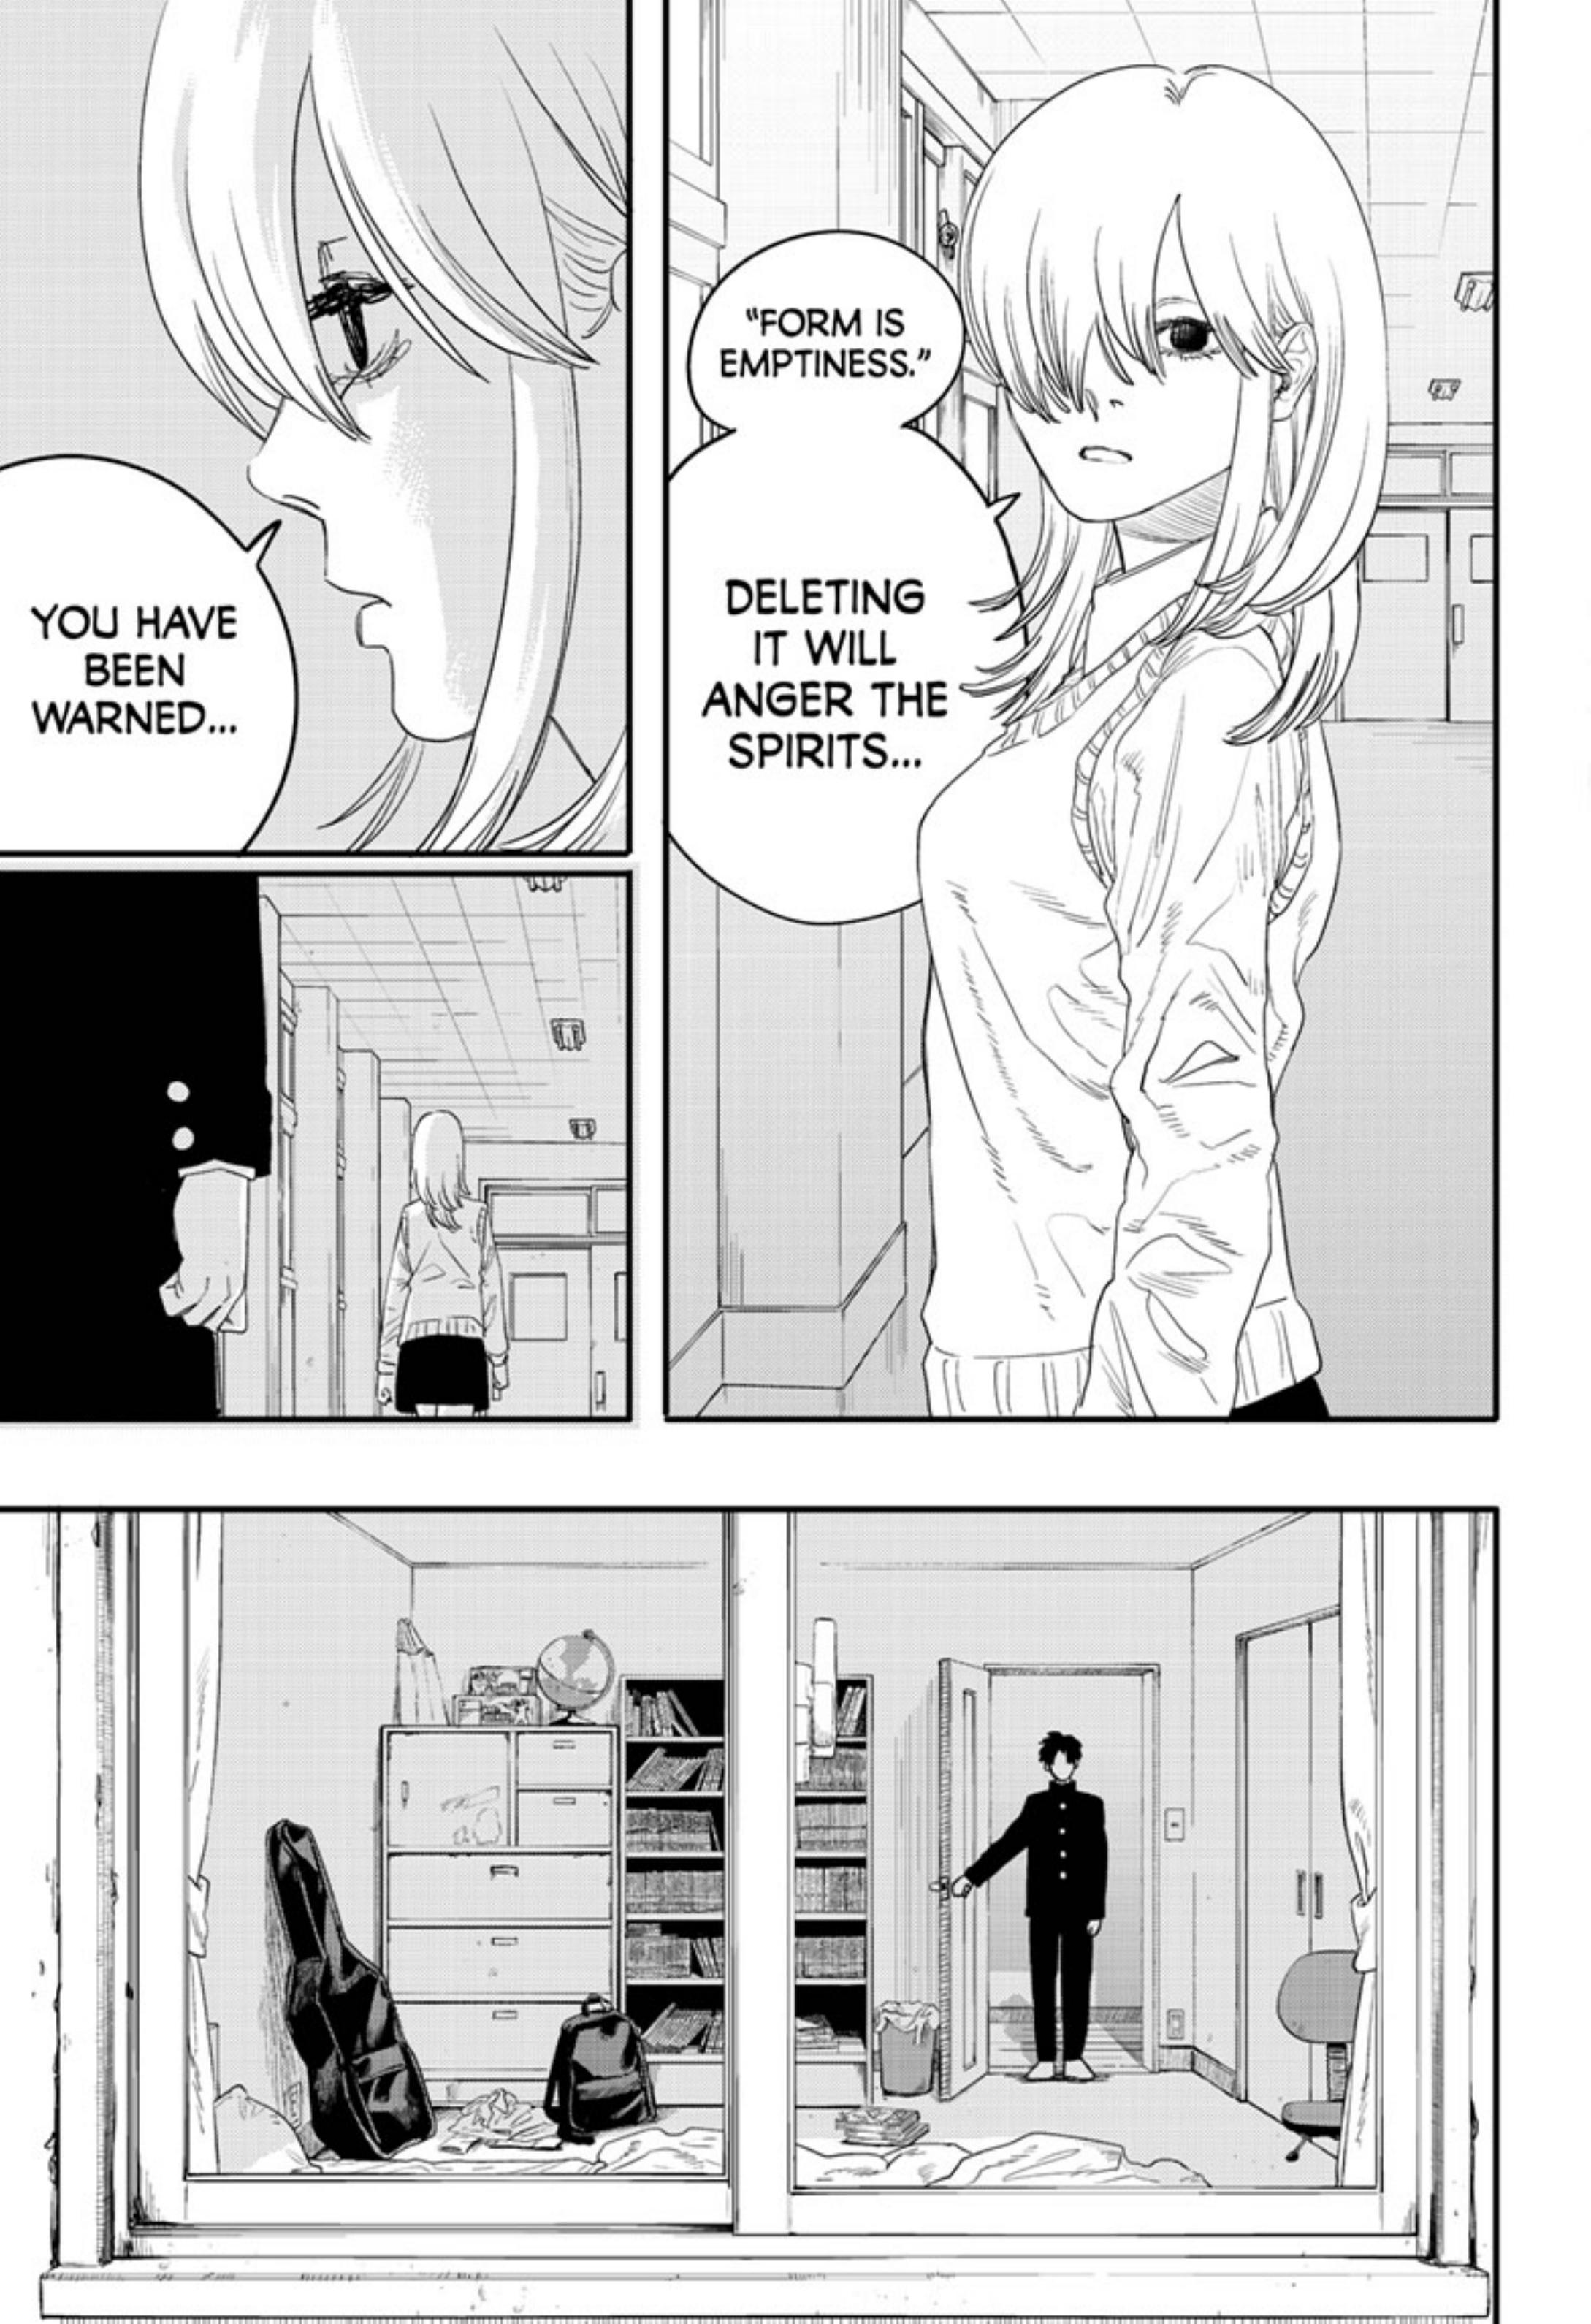 “FORM IS
EMPTINESS.”
DELETING
IT WILL
ANGER THE
SPIRITS...
YOU HAVE
BEEN
WARNED...